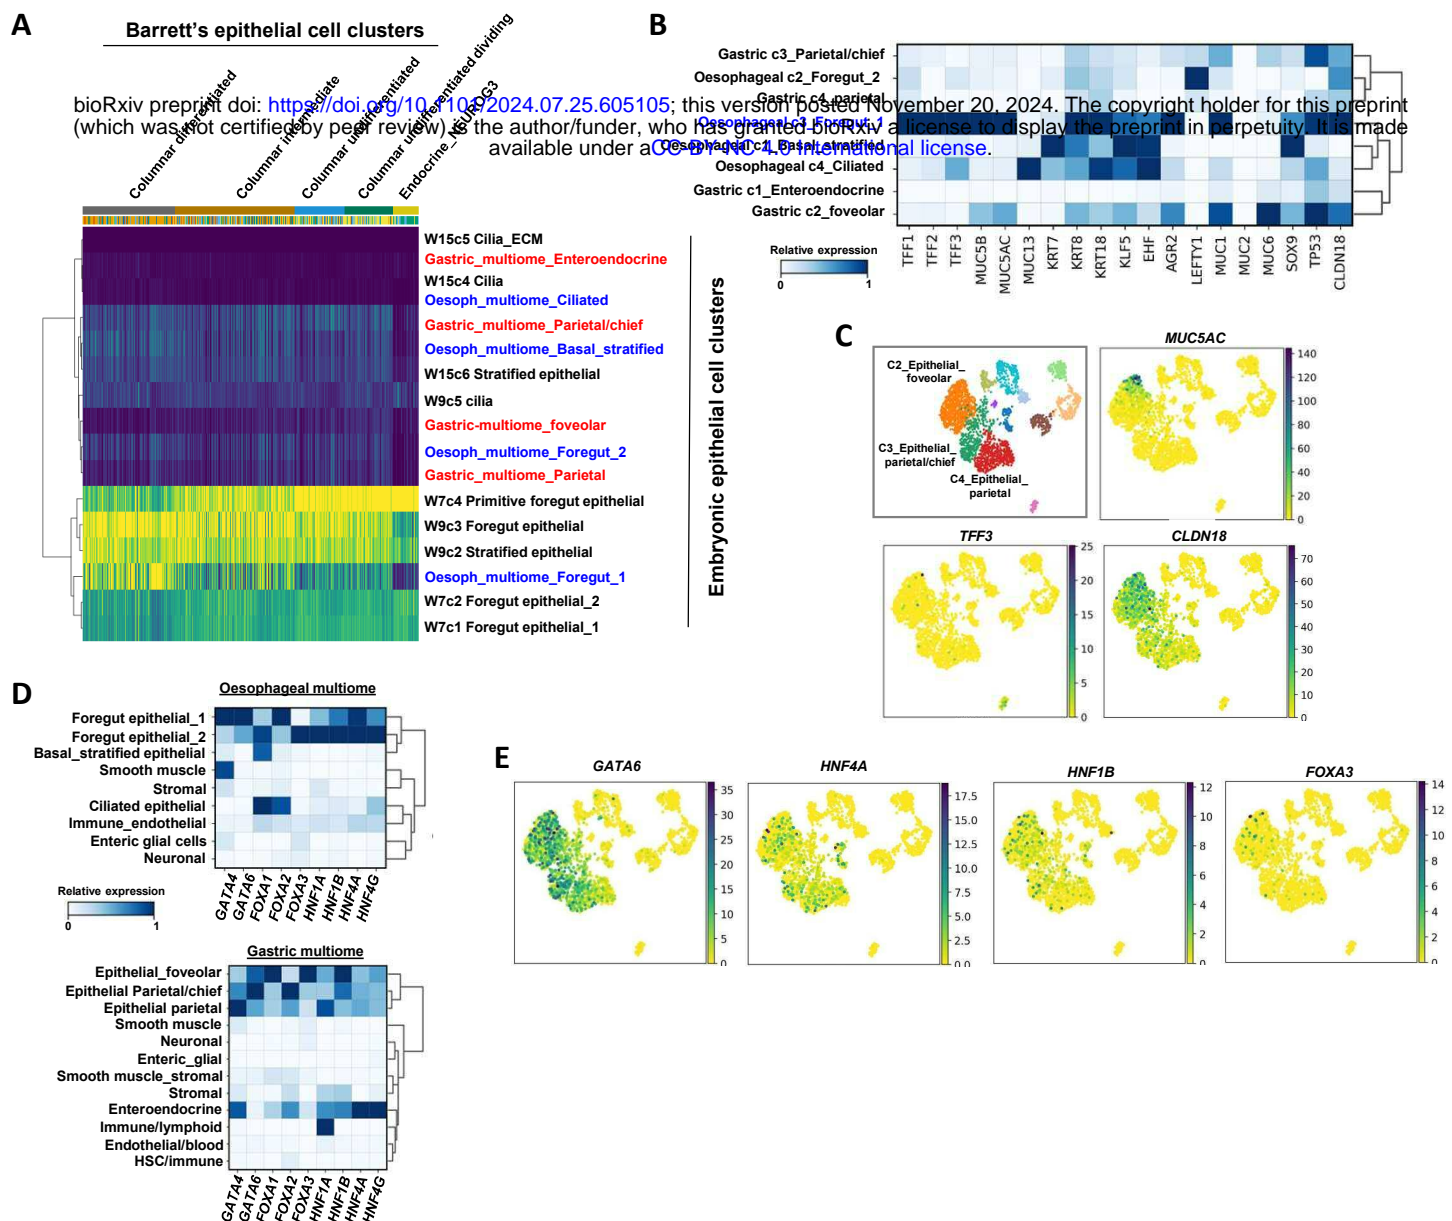 A
Barrett's epithelial cell clusters
Columnar differentiated
Columnar intermediate
Columnar undifferentiated
Columnar undifferentiated dividing
Endocrine_NEUROG3
bioRxiv preprint doi: https://doi.org/10.1101/2024.07.25.605105; this version posted November 20, 2024. The copyright holder for this preprint
(which was not certified by peer review) is the author/funder, who has granted bioRxiv a license to display the preprint in perpetuity. It is made
available under a CC-BY-NC 4.0 International license.
W15c5 Cilia_ECM
Gastric_multiome_Enteroendocrine
W15c4 Cilia
Oesoph_multiome_Ciliated
Gastric_multiome_Parietal/chief
Oesoph_multiome_Basal_stratified
W15c6 Stratified epithelial
W9c5 cilia
Gastric-multiome_foveolar
Oesoph_multiome_Foregut_2
Gastric_multiome_Parietal
W7c4 Primitive foregut epithelial
W9c3 Foregut epithelial
W9c2 Stratified epithelial
Oesoph_multiome_Foregut_1
W7c2 Foregut epithelial_2
W7c1 Foregut epithelial_1
Embryonic epithelial cell clusters
B
Gastric c3_Parietal/chief
Oesophageal c2_Foregut_2
Gastric c4_parietal
Oesophageal c3_Foregut_1
Oesophageal c1_Basal_stratified
Oesophageal c4_Ciliated
Gastric c1_Enteroendocrine
Gastric c2_foveolar
Relative expression
0 1
TFF1
TFF2
TFF3
MUC5B
MUC5AC
MUC13
KRT7
KRT8
KRT18
KLF5
EHF
AGR2
LEFTY1
MUC1
MUC2
MUC6
SOX9
TP53
CLDN18
C
C2_Epithelial_
foveolar
C3_Epithelial_
parietal/chief
C4_Epithelial_
parietal
MUC5AC
140
120
100
80
60
40
20
0
TFF3
25
20
15
10
5
0
CLDN18
70
60
50
40
30
20
10
0
D
Oesophageal multiome
Foregut epithelial_1
Foregut epithelial_2
Basal_stratified epithelial
Smooth muscle
Stromal
Ciliated epithelial
Immune_endothelial
Enteric glial cells
Neuronal
GATA4
GATA6
FOXA1
FOXA2
FOXA3
HNF1A
HNF1B
HNF4A
HNF4G
Relative expression
0 1
Gastric multiome
Epithelial_foveolar
Epithelial Parietal/chief
Epithelial parietal
Smooth muscle
Neuronal
Enteric_glial
Smooth muscle_stromal
Stromal
Enteroendocrine
Immune/lymphoid
Endothelial/blood
HSC/immune
GATA4
GATA6
FOXA1
FOXA2
FOXA3
HNF1A
HNF1B
HNF4A
HNF4G
E
GATA6
35
30
25
20
15
10
5
0
HNF4A
17.5
15.0
12.5
10.0
7.5
5.0
2.5
0.0
HNF1B
12
10
8
6
4
2
0
FOXA3
14
12
10
8
6
4
2
0